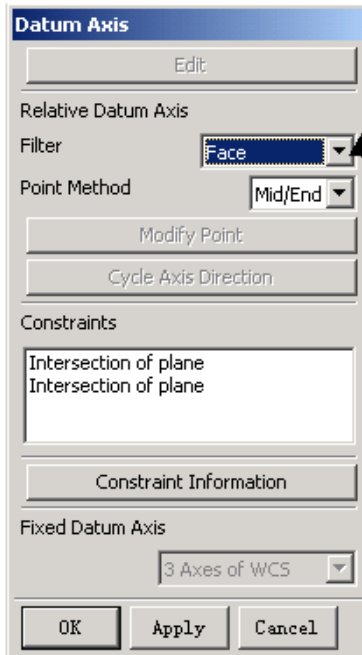 Datum Axis
Edit
Relative Datum Axis
Filter Face
Point Method Mid/End
Modify Point
Cycle Axis Direction
Constraints
Intersection of plane
Intersection of plane
Constraint Information
Fixed Datum Axis
3 Axes of WCS
OK Apply Cancel